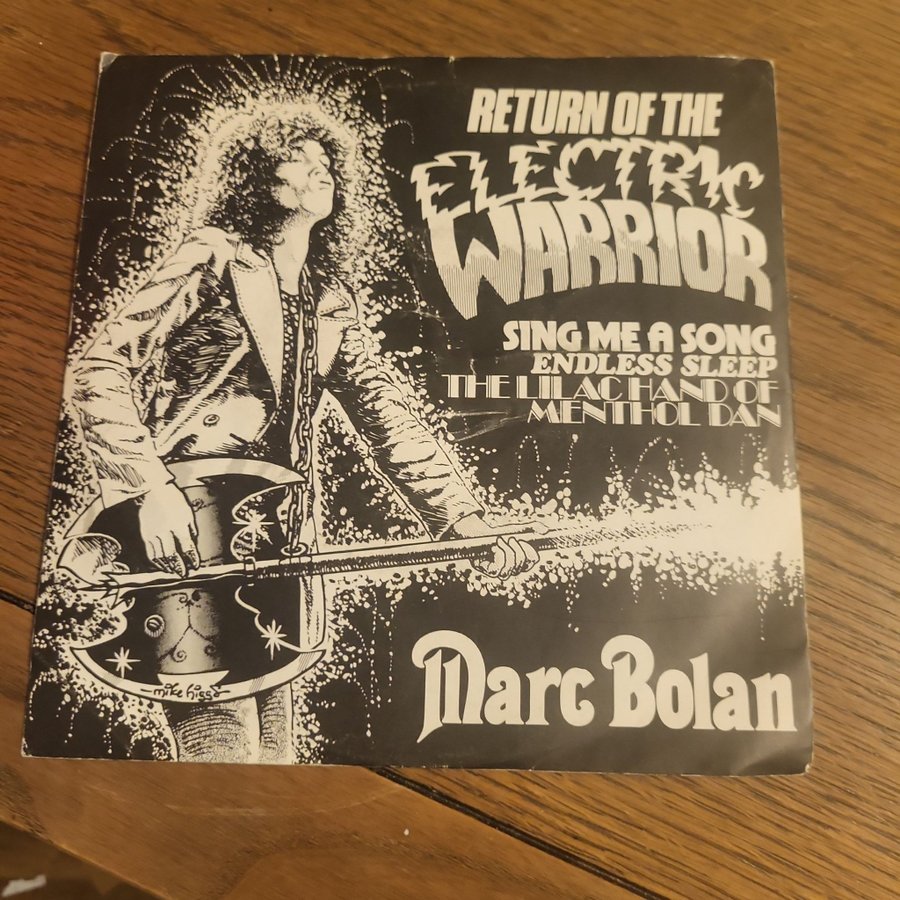 RETURN OF THE
ELECTRIC
WARRIOR
SING ME A SONG
ENDLESS SLEEP
THE LILAC HAND OF
MENTHOL DAN
mike higgs
Marc Bolan